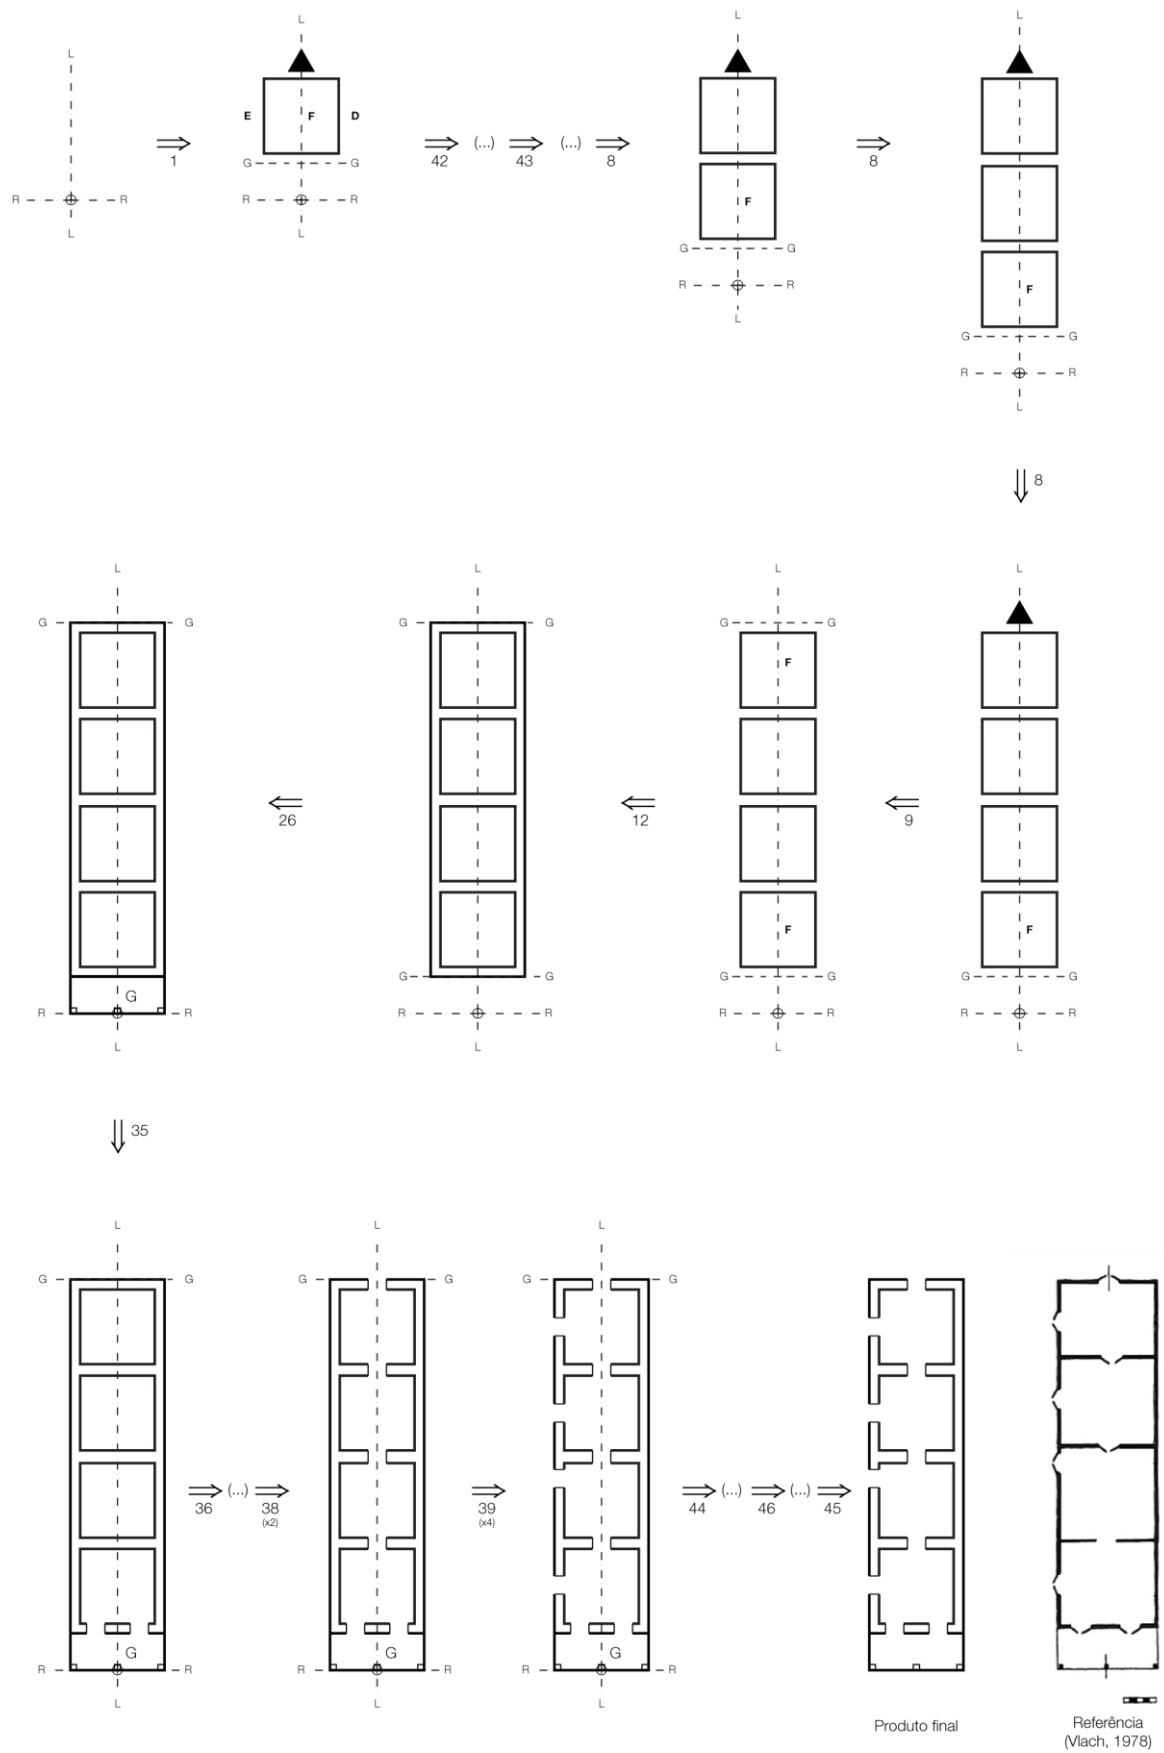 L
R R
L
1
L
E F D
G G
R R
L
42 (...) 43 (...) 8
L
F
G G
R R
L
8
L
F
G G
R R
L
8
L
F
G G
R R
L
9
L
G G
F
F
G G
R R
L
12
L
G G
G G
R R
L
26
L
G G
G
R R
L
35
L
G G
G
R R
L
36 (...) 38
(x2)
L
G G
G
R R
L
39
(x4)
L
G G
G
R R
L
44 (...) 46 (...) 45
Produto final
Referência
(Vlach, 1978)